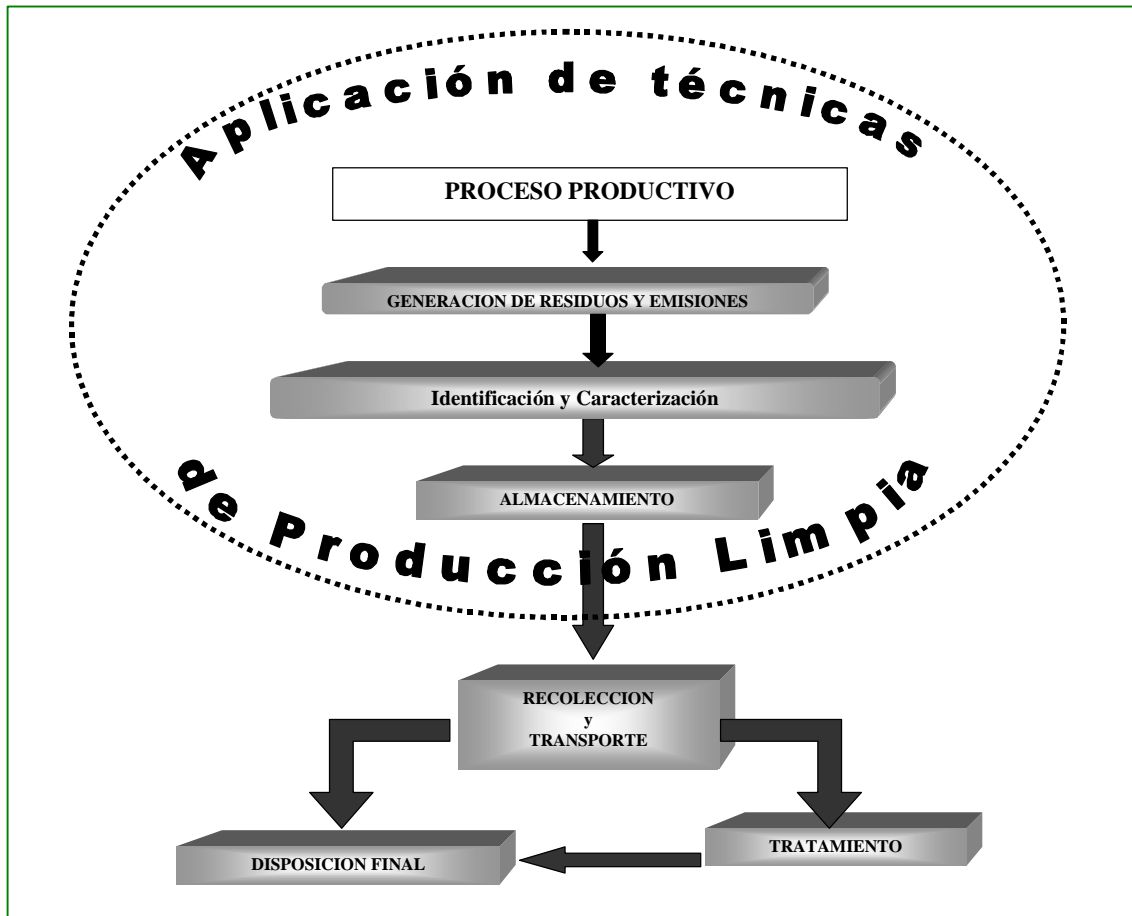 Aplicación de técnicas
PROCESO PRODUCTIVO
GENERACION DE RESIDUOS Y EMISIONES
Identificación y Caracterización
ALMACENAMIENTO
de Producción Limpia
RECOLECCION
y
TRANSPORTE
TRATAMIENTO
DISPOSICION FINAL